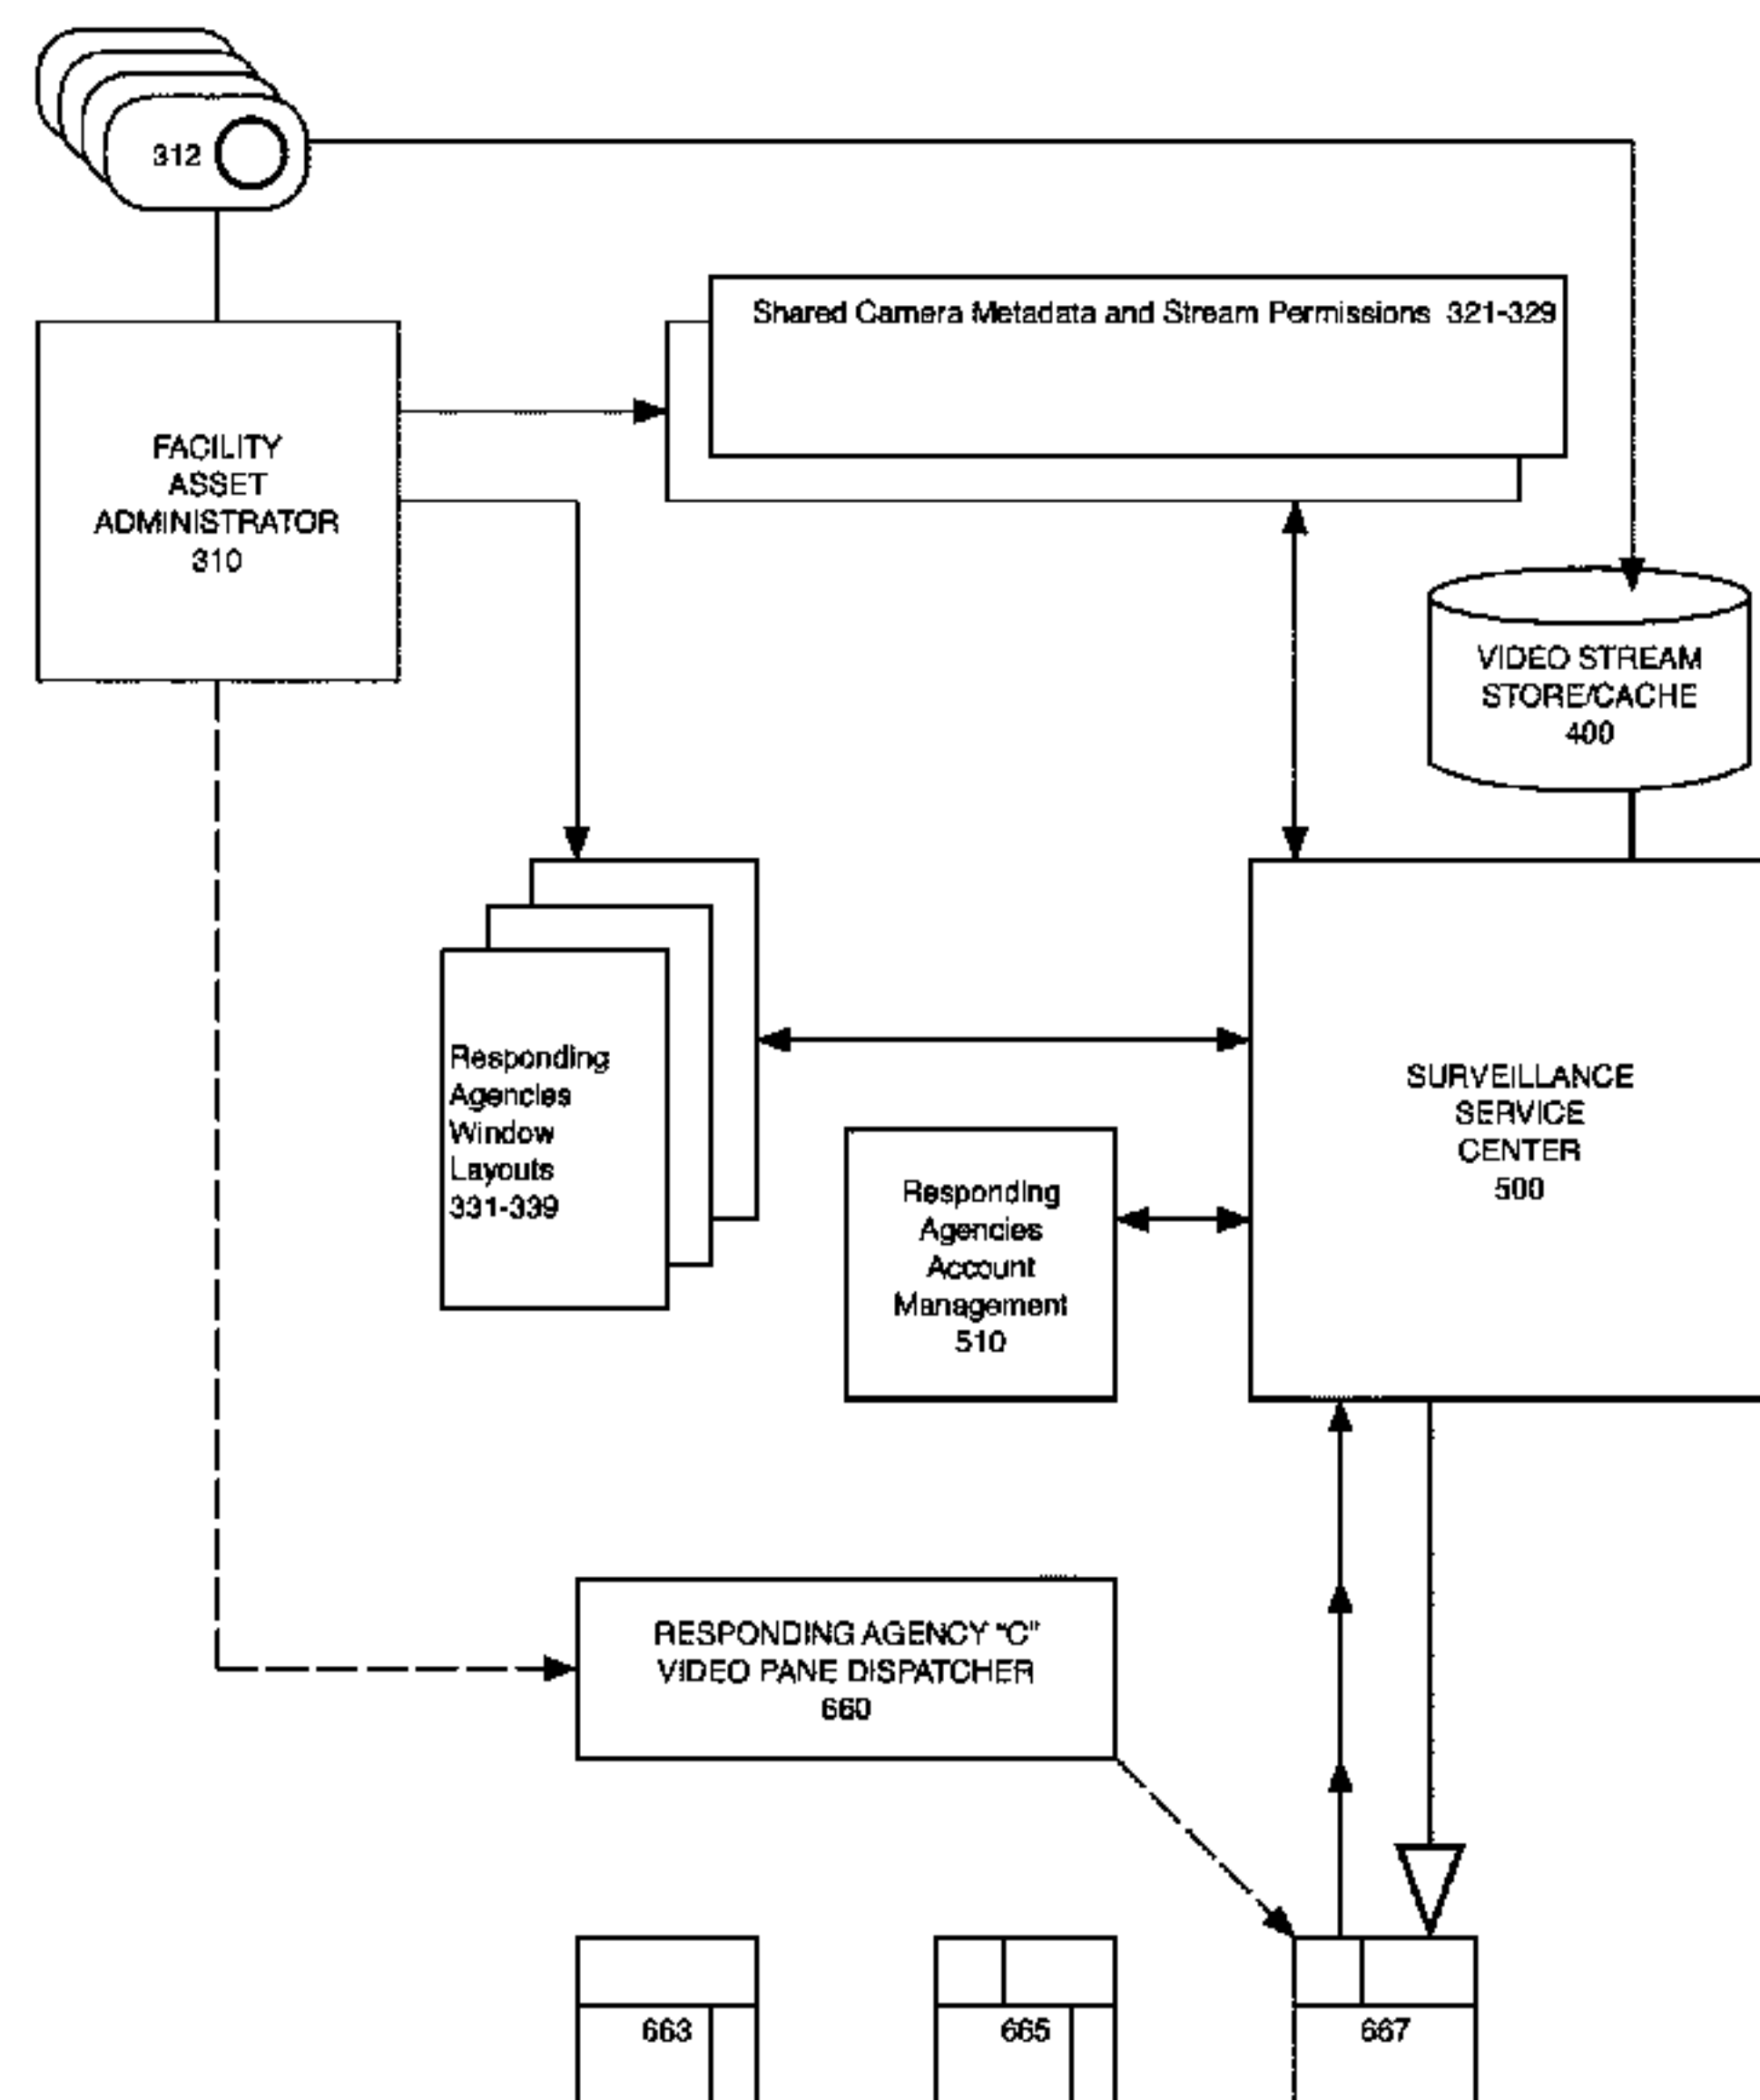 312
Shared Camera Metadata and Stream Permissions 321-329
FACILITY
ASSET
ADMINISTRATOR
310
VIDEO STREAM
STORE/CACHE
400
Responding
Agencies
Window
Layouts
331-339
SURVEILLANCE
SERVICE
CENTER
500
Responding
Agencies
Account
Management
510
RESPONDING AGENCY "C"
VIDEO PANE DISPATCHER
660
663
665
667